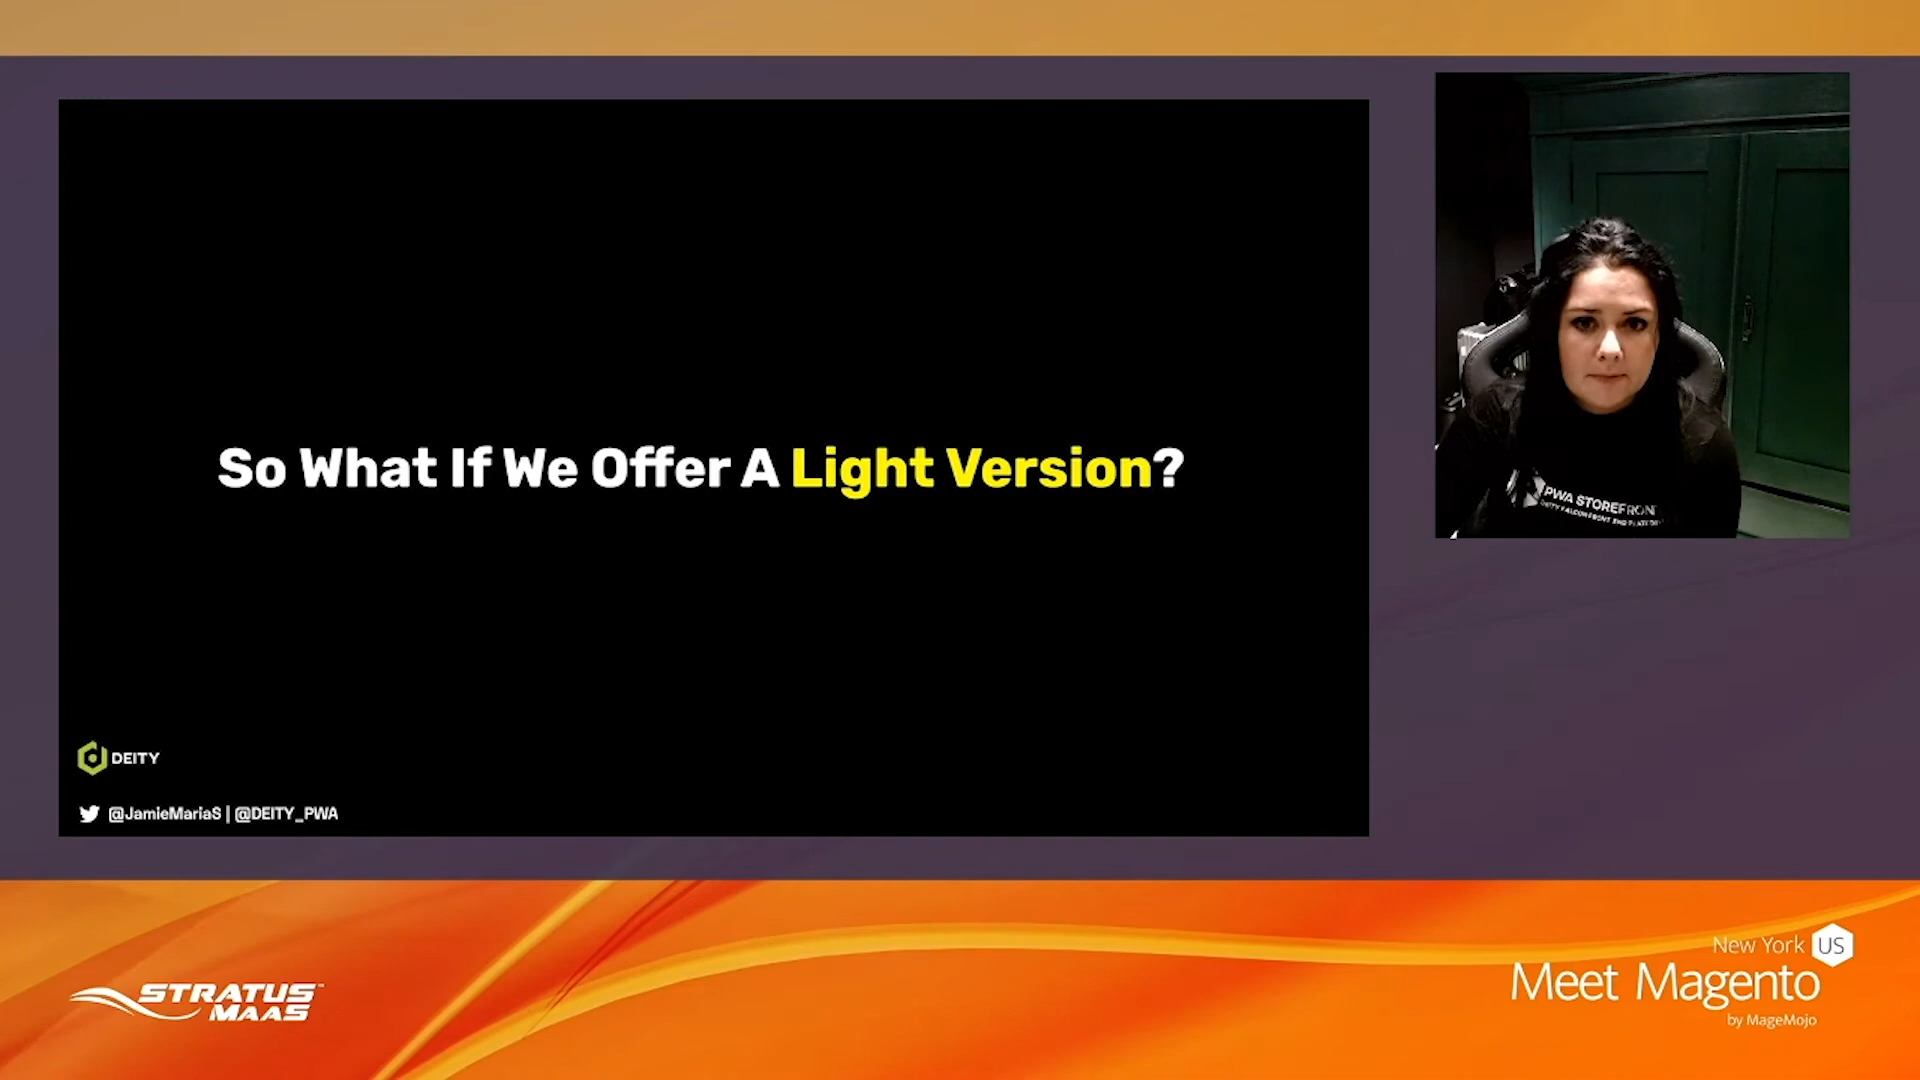 So What If We Offer A Light Version?
DEITY
@JamieMariaS | @DEITY_PWA
PWA STOREFRONT
STRATUS
MAAS
New York US
Meet Magento
by MageMojo